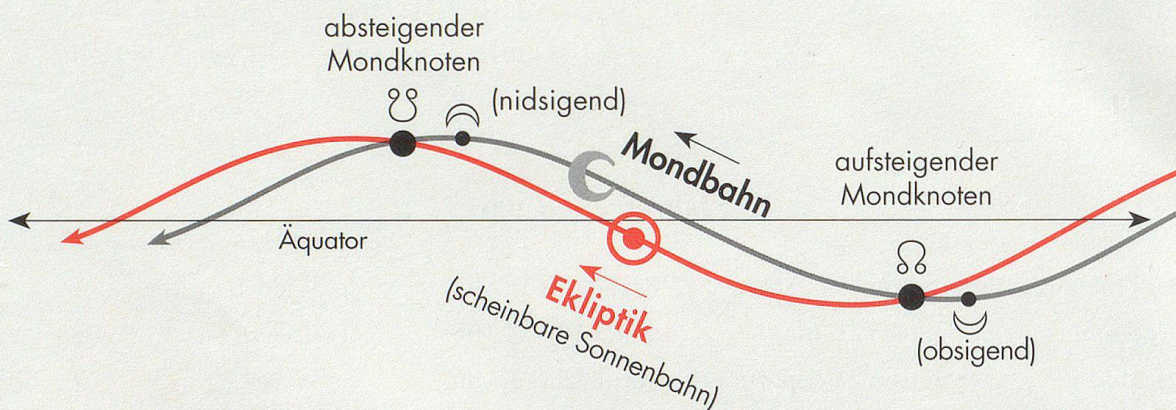 absteigender
Mondknoten
☋
(nidsigend)
Mondbahn
aufsteigender
Mondknoten
Äquator
☊
Ekliptik
(scheinbare Sonnenbahn)
(obsigend)